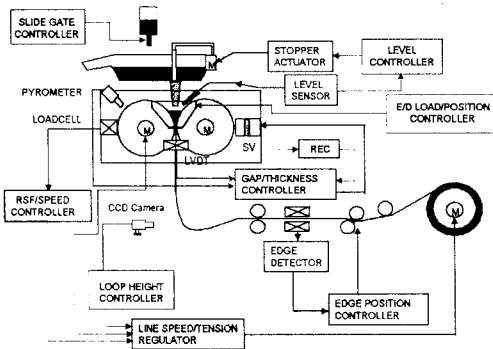 SLIDE GATE
CONTROLLER
M
STOPPER
ACTUATOR
LEVEL
CONTROLLER
PYROMETER
LEVEL
SENSOR
E/D LOAD/POSITION
CONTROLLER
LOADCELL
M
M
SV
LVDT
REC
RSF/SPEED
CONTROLLER
GAP/THICKNESS
CONTROLLER
CCD Camera
M
EDGE
DETECTOR
LOOP HEIGHT
CONTROLLER
EDGE POSITION
CONTROLLER
LINE SPEED/TENSION
REGULATOR